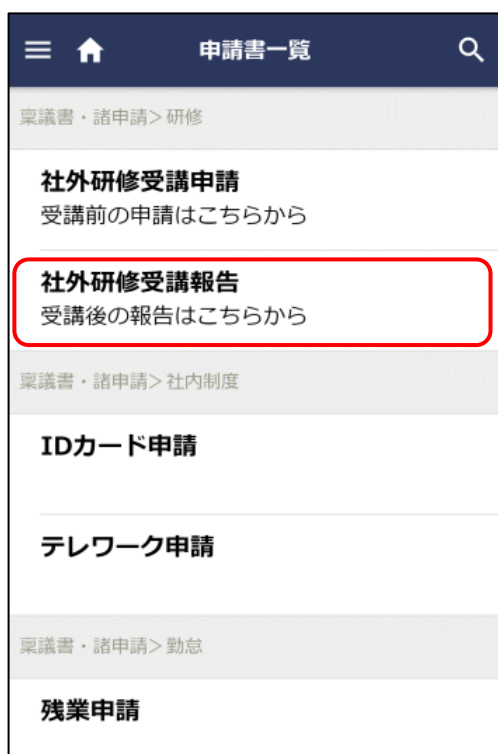 申請書一覧
稟議書・諸申請＞研修
社外研修受講申請
受講前の申請はこちらから
社外研修受講報告
受講後の報告はこちらから
稟議書・諸申請＞社内制度
IDカード申請
テレワーク申請
稟議書・諸申請＞勤怠
残業申請